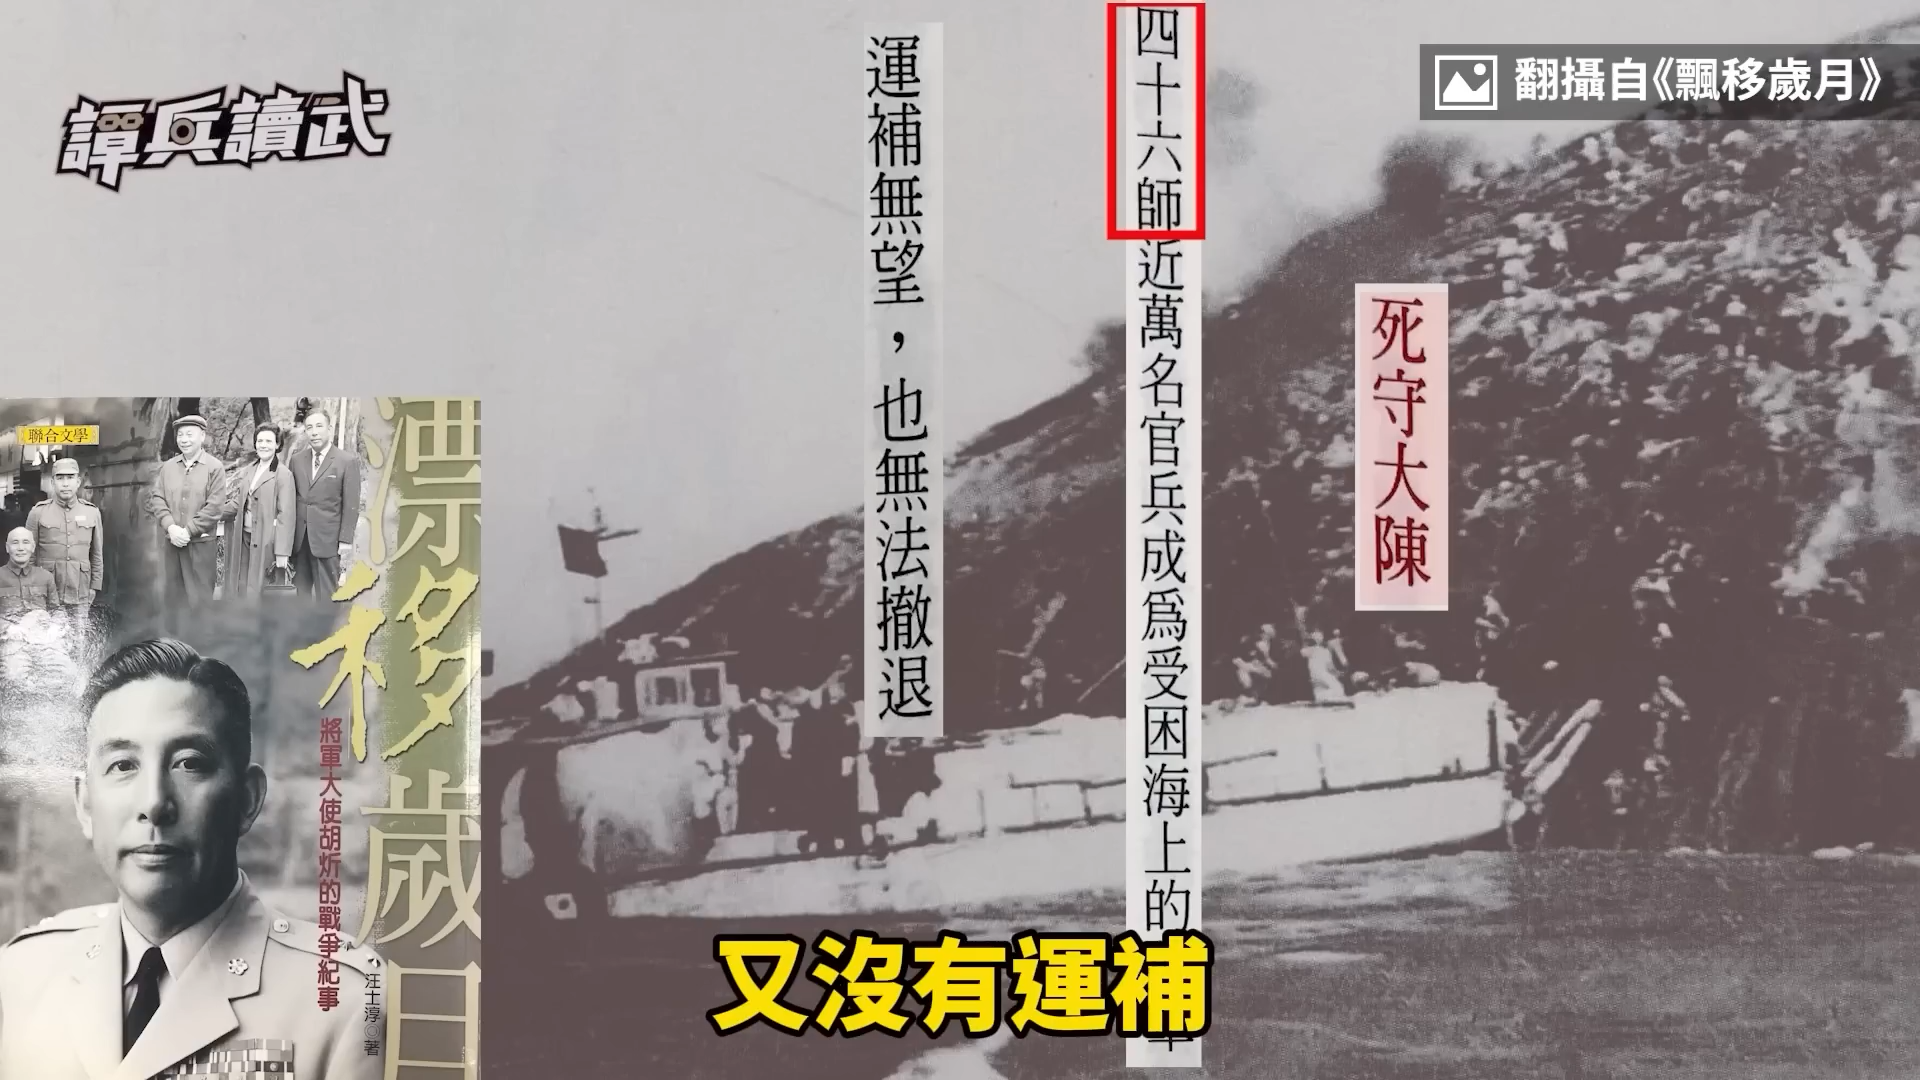 譚兵讀武
翻攝自《飄移歲月》
死守大陳
四十六師近萬名官兵成爲受困海上的
運補無望，也無法撤退
聯合文學
漂移歲月
將軍大使胡炘的戰爭紀事
汪士淳◎著
又沒有運補